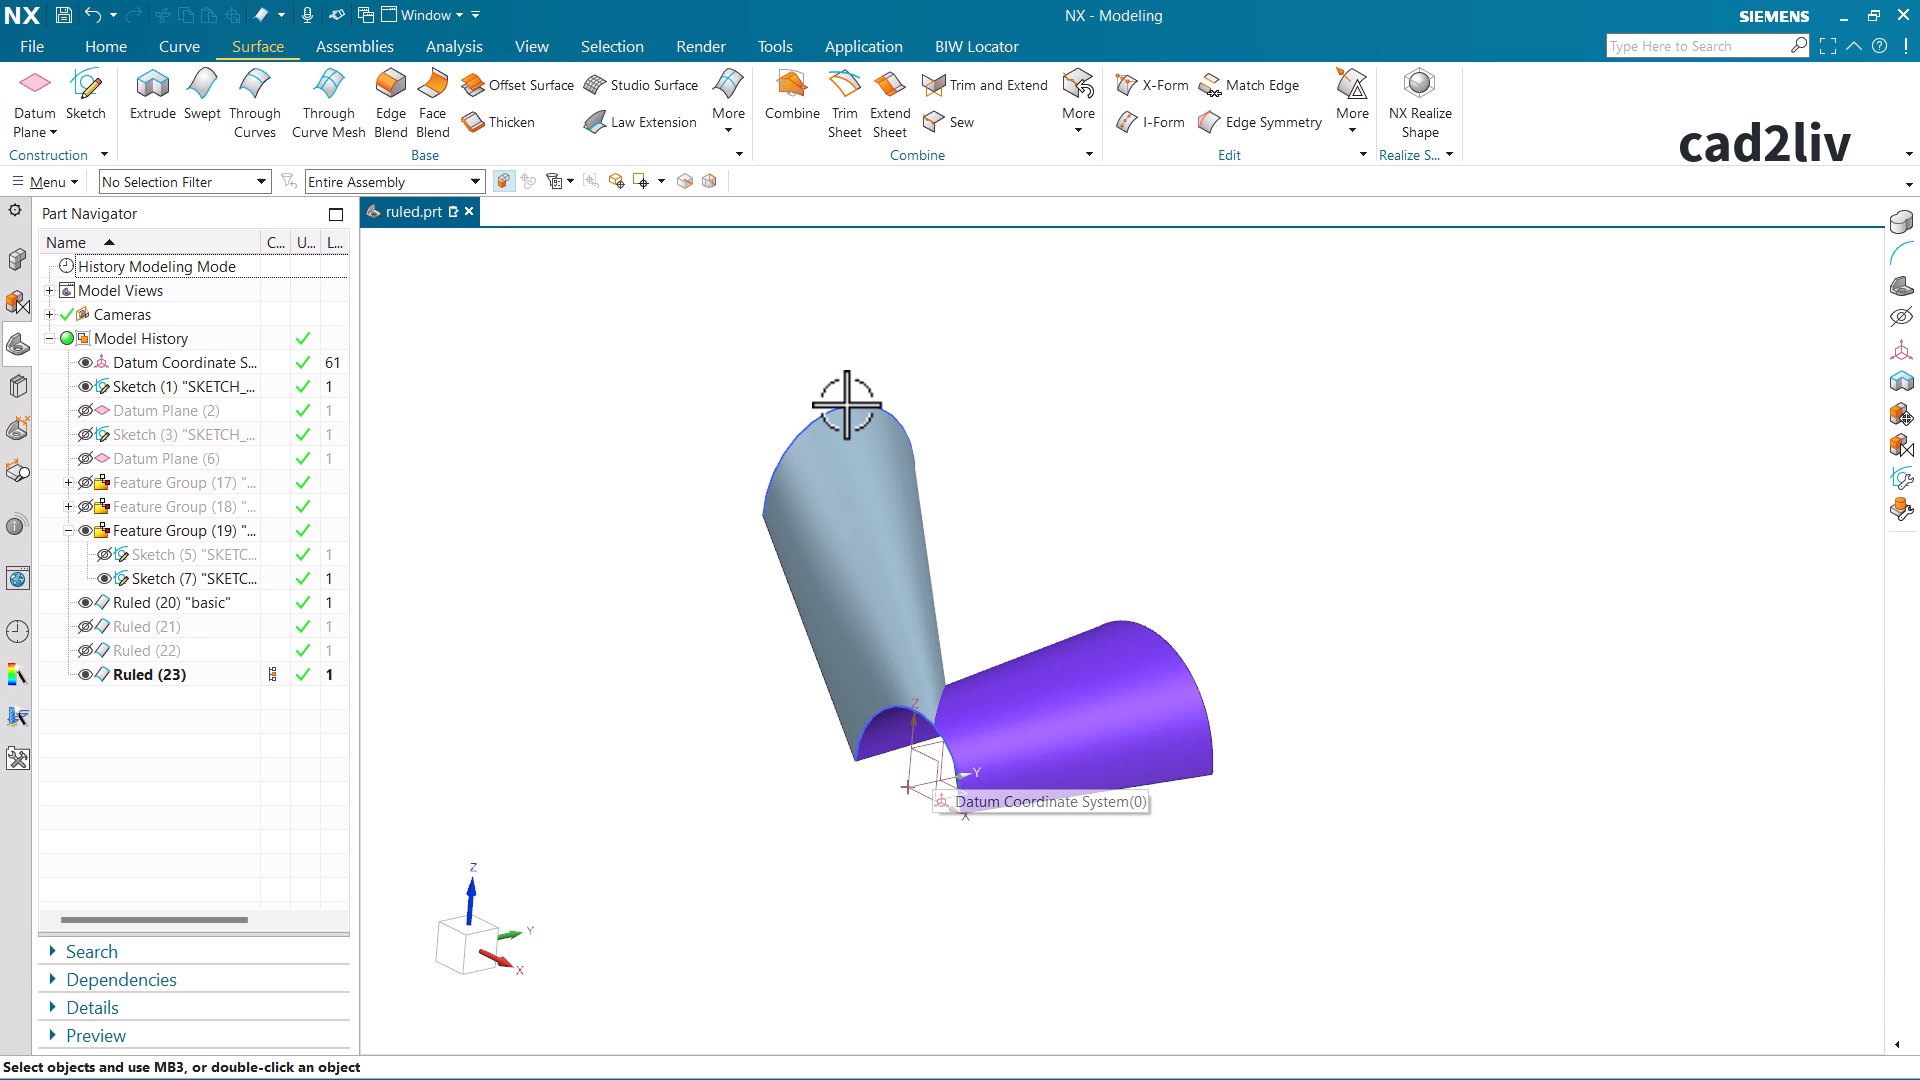 NX Window NX - Modeling SIEMENS
File Home Curve Surface Assemblies Analysis View Selection Render Tools Application BIW Locator Type Here to Search
Datum Plane Sketch Extrude Swept Through Curves Through Curve Mesh Edge Blend Face Blend Offset Surface Thicken Studio Surface Law Extension More Combine Trim Sheet Extend Sheet Trim and Extend Sew More X-Form I-Form Match Edge Edge Symmetry More NX Realize Shape
cad2liv
Construction Base Combine Edit Realize S...
Menu No Selection Filter Entire Assembly
Part Navigator ruled.prt
Name C... U... L...
History Modeling Mode
Model Views
Cameras
Model History
Datum Coordinate S... 61
Sketch (1) "SKETCH_... 1
Datum Plane (2) 1
Sketch (3) "SKETCH_... 1
Datum Plane (6) 1
Feature Group (17) "...
Feature Group (18) "...
Feature Group (19) "...
Sketch (5) "SKETC... 1
Sketch (7) "SKETC... 1
Ruled (20) "basic" 1
Ruled (21) 1
Ruled (22) 1
Ruled (23) 1
Z
Y
Datum Coordinate System(0)
X
Z
Y
X
Search
Dependencies
Details
Preview
Select objects and use MB3, or double-click an object